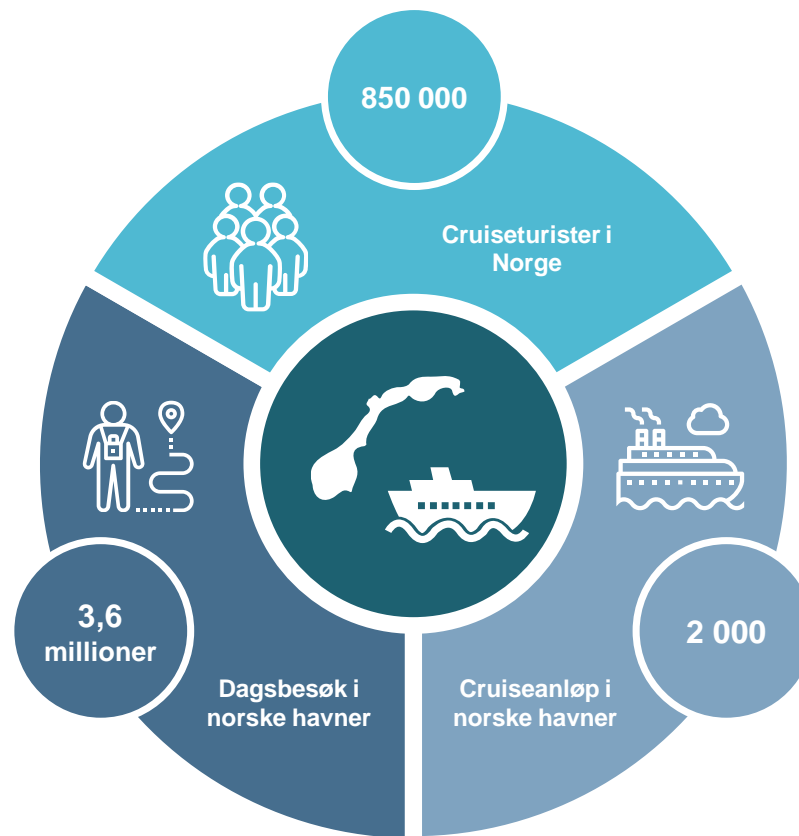 850 000
Cruiseturister i
Norge
3,6
millioner
Dagsbesøk i
norske havner
2 000
Cruiseanløp i
norske havner